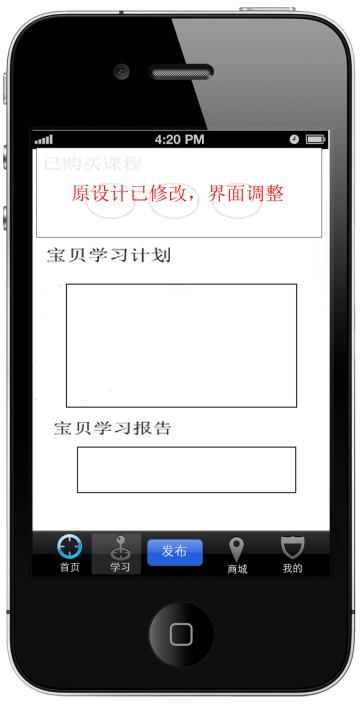 4:20 PM
已购买课程
原设计已修改，界面调整
宝贝学习计划
宝贝学习报告
首页
学习
发布
商城
我的